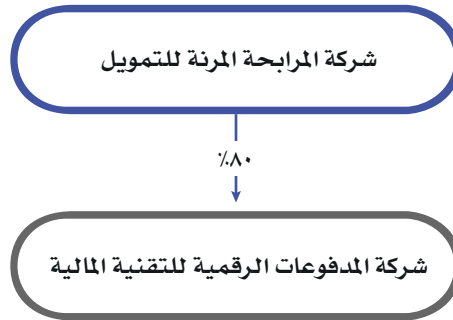 شركة المرابحة المرنة للتمويل
٨٠٪
شركة المدفوعات الرقمية للتقنية المالية